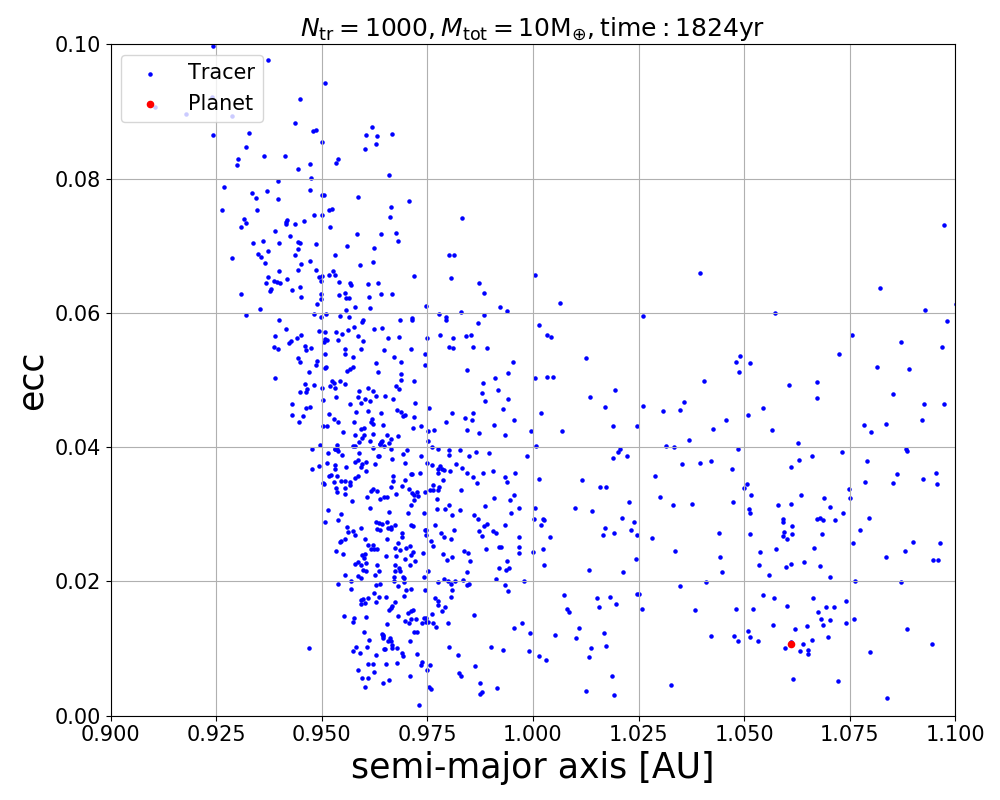 N_tr = 1000, M_tot = 10M_⊕, time : 1824yr
Tracer
Planet
ecc
0.10
0.08
0.06
0.04
0.02
0.00
0.900 0.925 0.950 0.975 1.000 1.025 1.050 1.075 1.100
semi-major axis [AU]